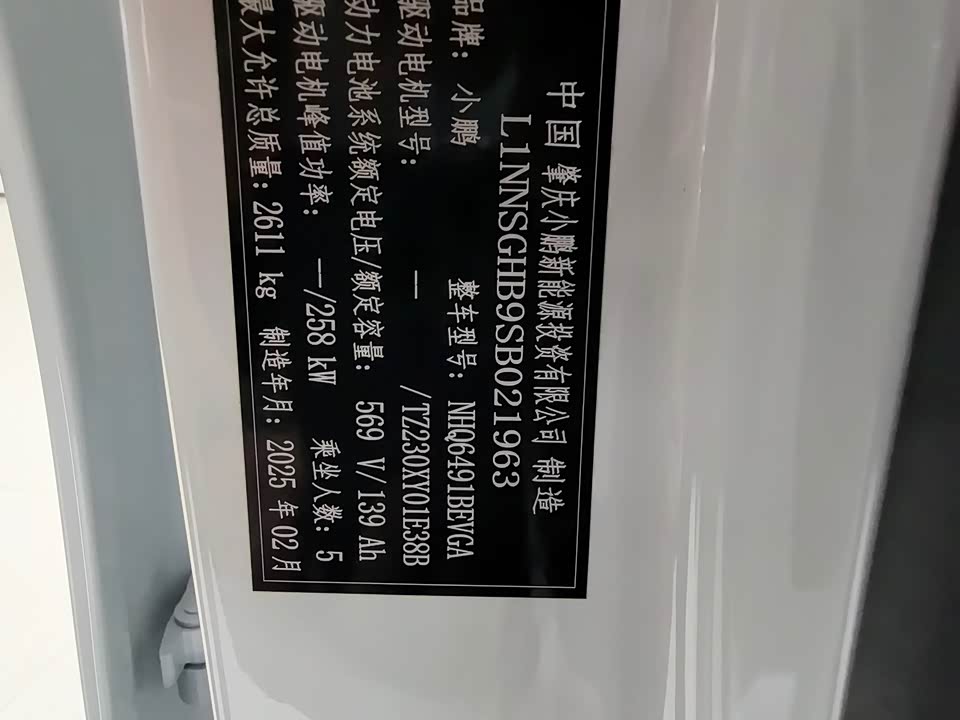 中国 肇庆小鹏新能源投资有限公司 制造
L1NNSGHB9SB021963
品牌: 小鹏 整车型号: NHQ6491BEVGA
驱动电机型号: — /TZ230XY01E38B
动力电池系统额定电压/额定容量: 569 V/139 Ah
驱动电机峰值功率: —/258 kW 乘坐人数: 5
最大允许总质量: 2611 kg 制造年月: 2025 年 02 月